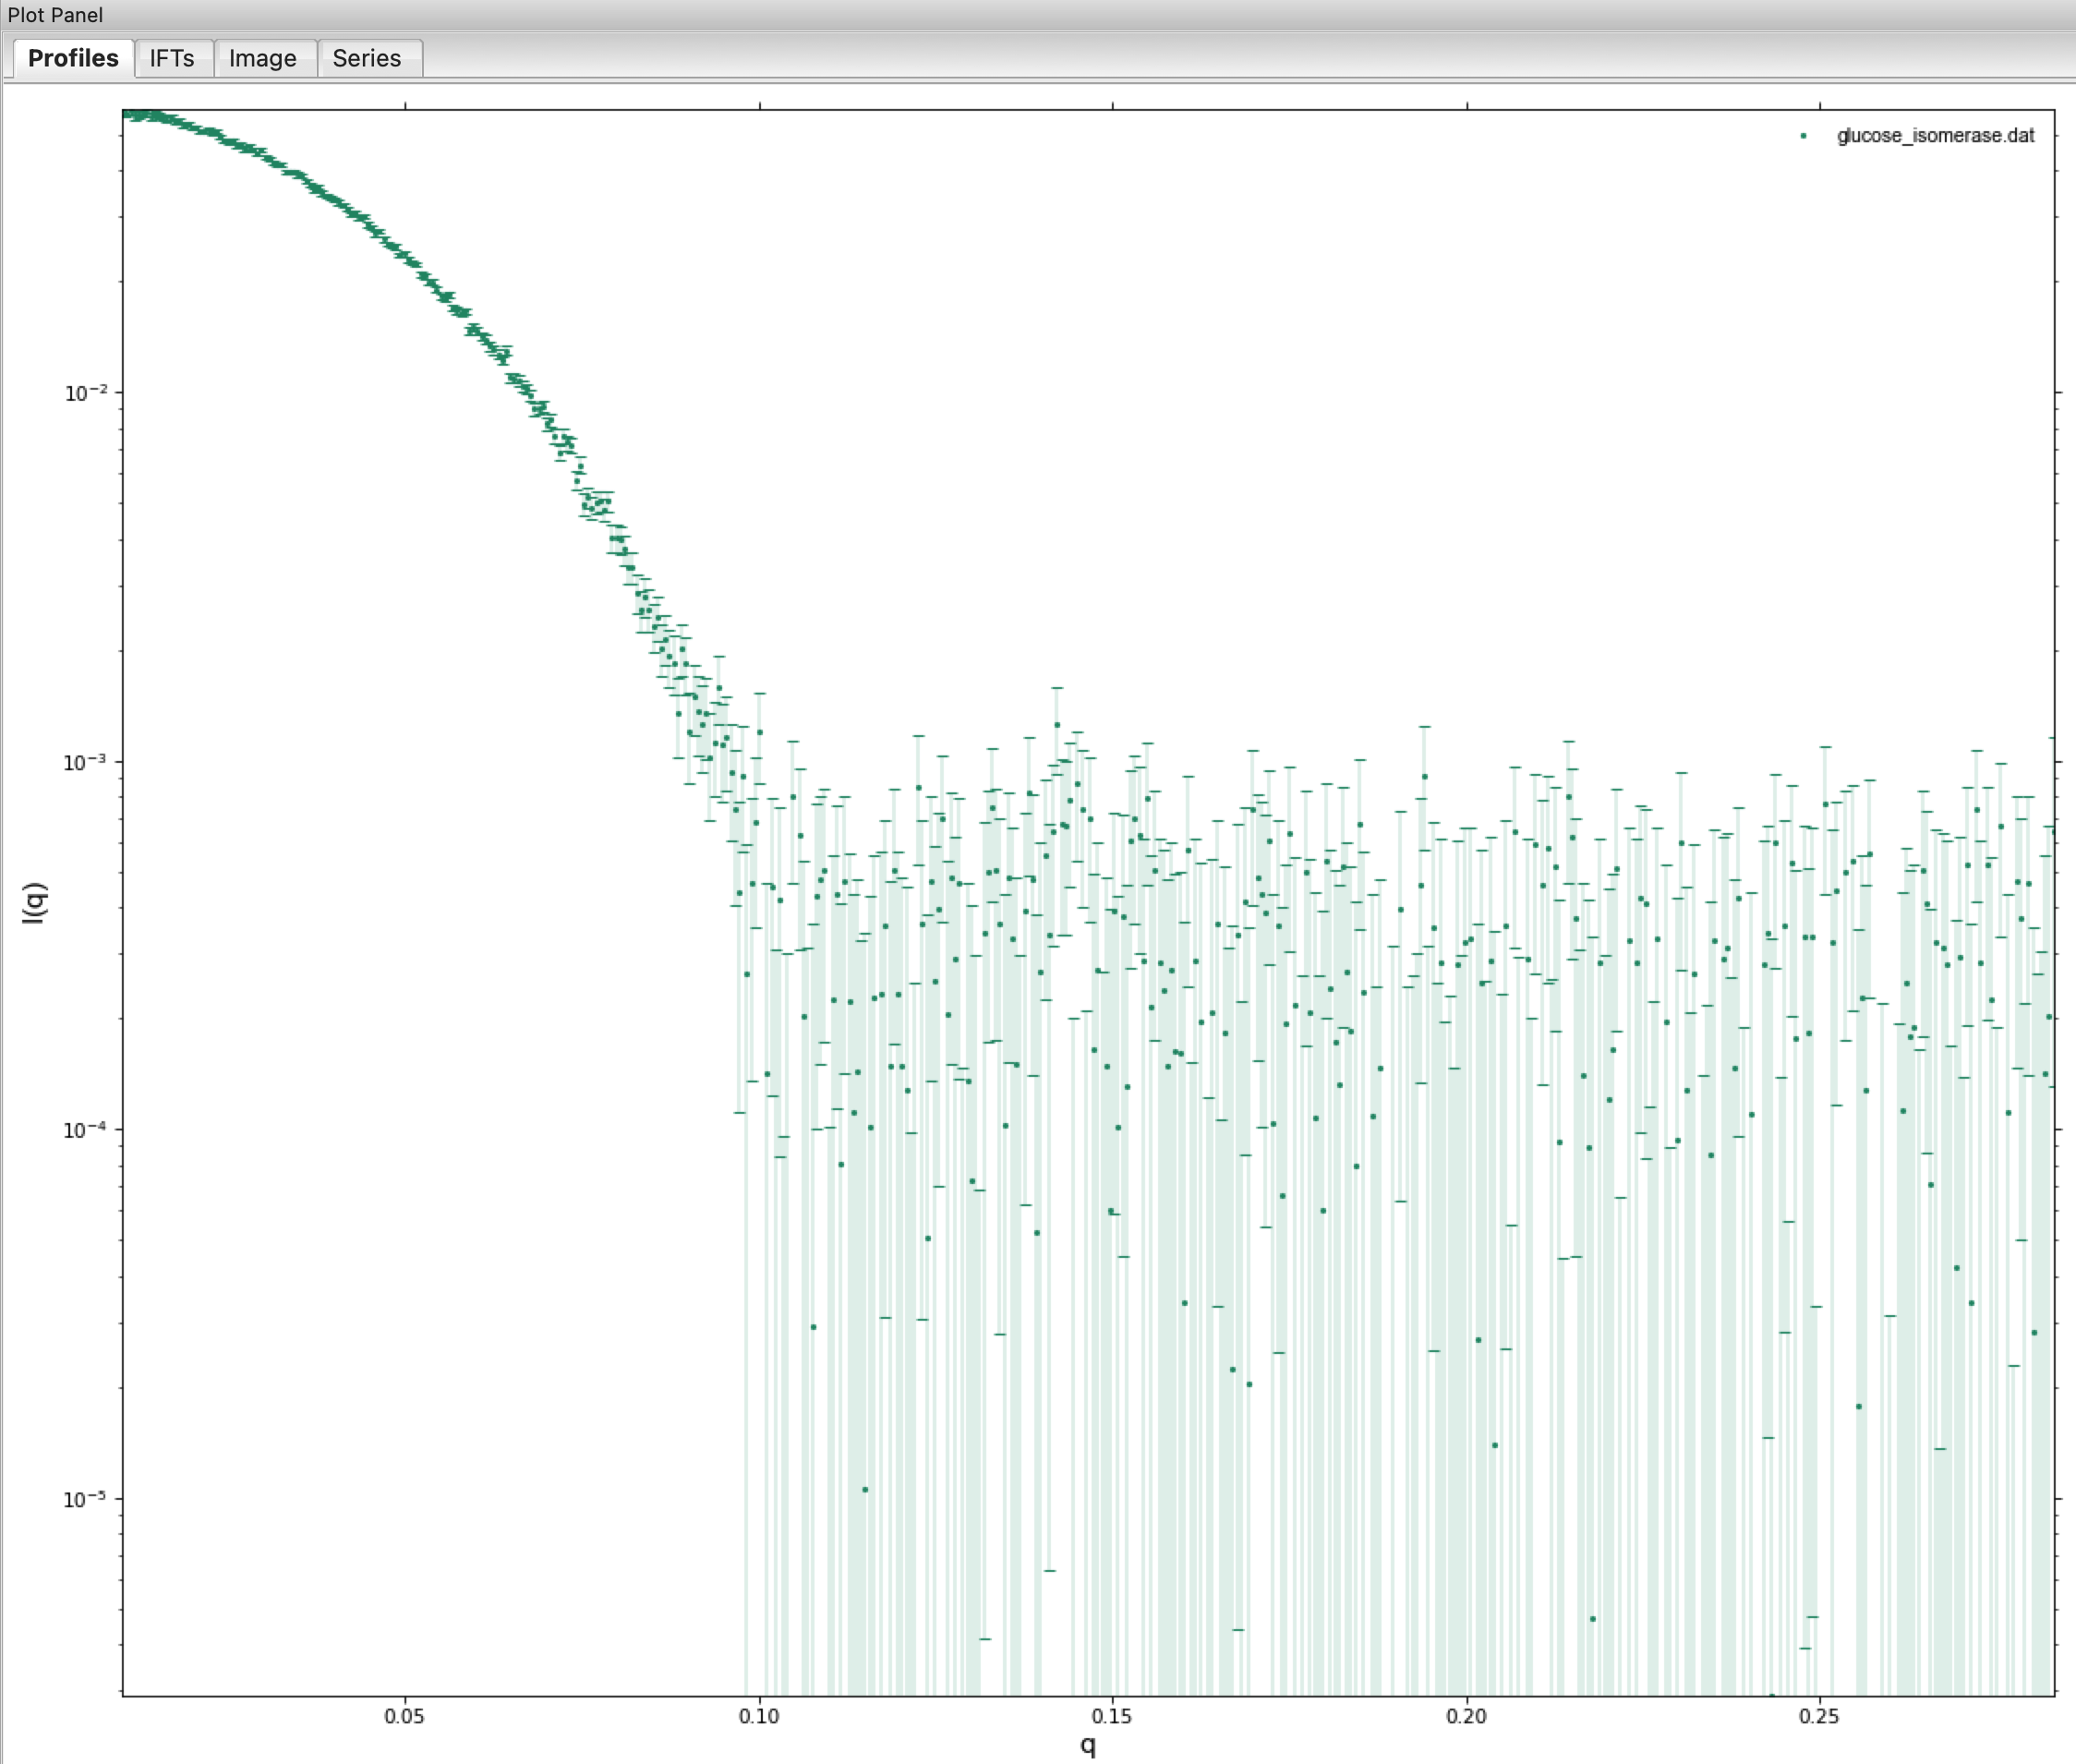 Plot Panel
Profiles IFTs Image Series
glucose_isomerase.dat
10⁻²
10⁻³
I(q)
10⁻⁴
10⁻⁵
0.05 0.10 0.15 0.20 0.25
q